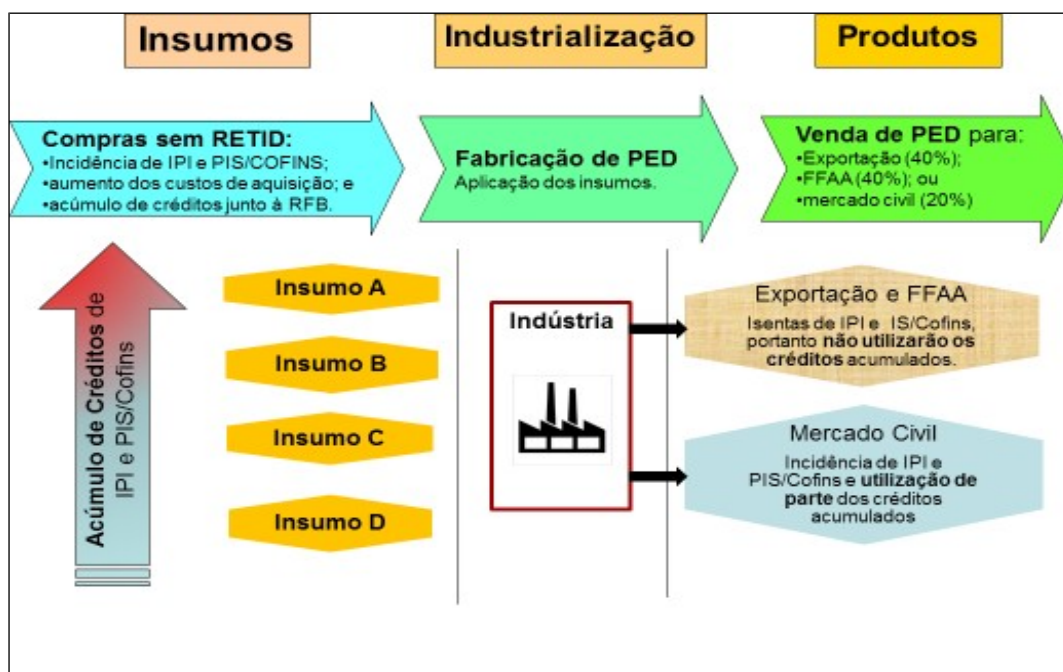 Insumos
Industrialização
Produtos
Compras sem RETID:
•Incidência de IPI e PIS/COFINS;
•aumento dos custos de aquisição; e
•acúmulo de créditos junto à RFB.
Fabricação de PED
Aplicação dos insumos.
Venda de PED para:
•Exportação (40%);
•FFAA (40%); ou
•mercado civil (20%)
Acúmulo de Créditos de
IPI e PIS/Cofins
Insumo A
Insumo B
Insumo C
Insumo D
Indústria
Exportação e FFAA
Isentas de IPI e IS/Cofins,
portanto não utilizarão os
créditos acumulados.
Mercado Civil
Incidência de IPI e
PIS/Cofins e utilização de
parte dos créditos
acumulados